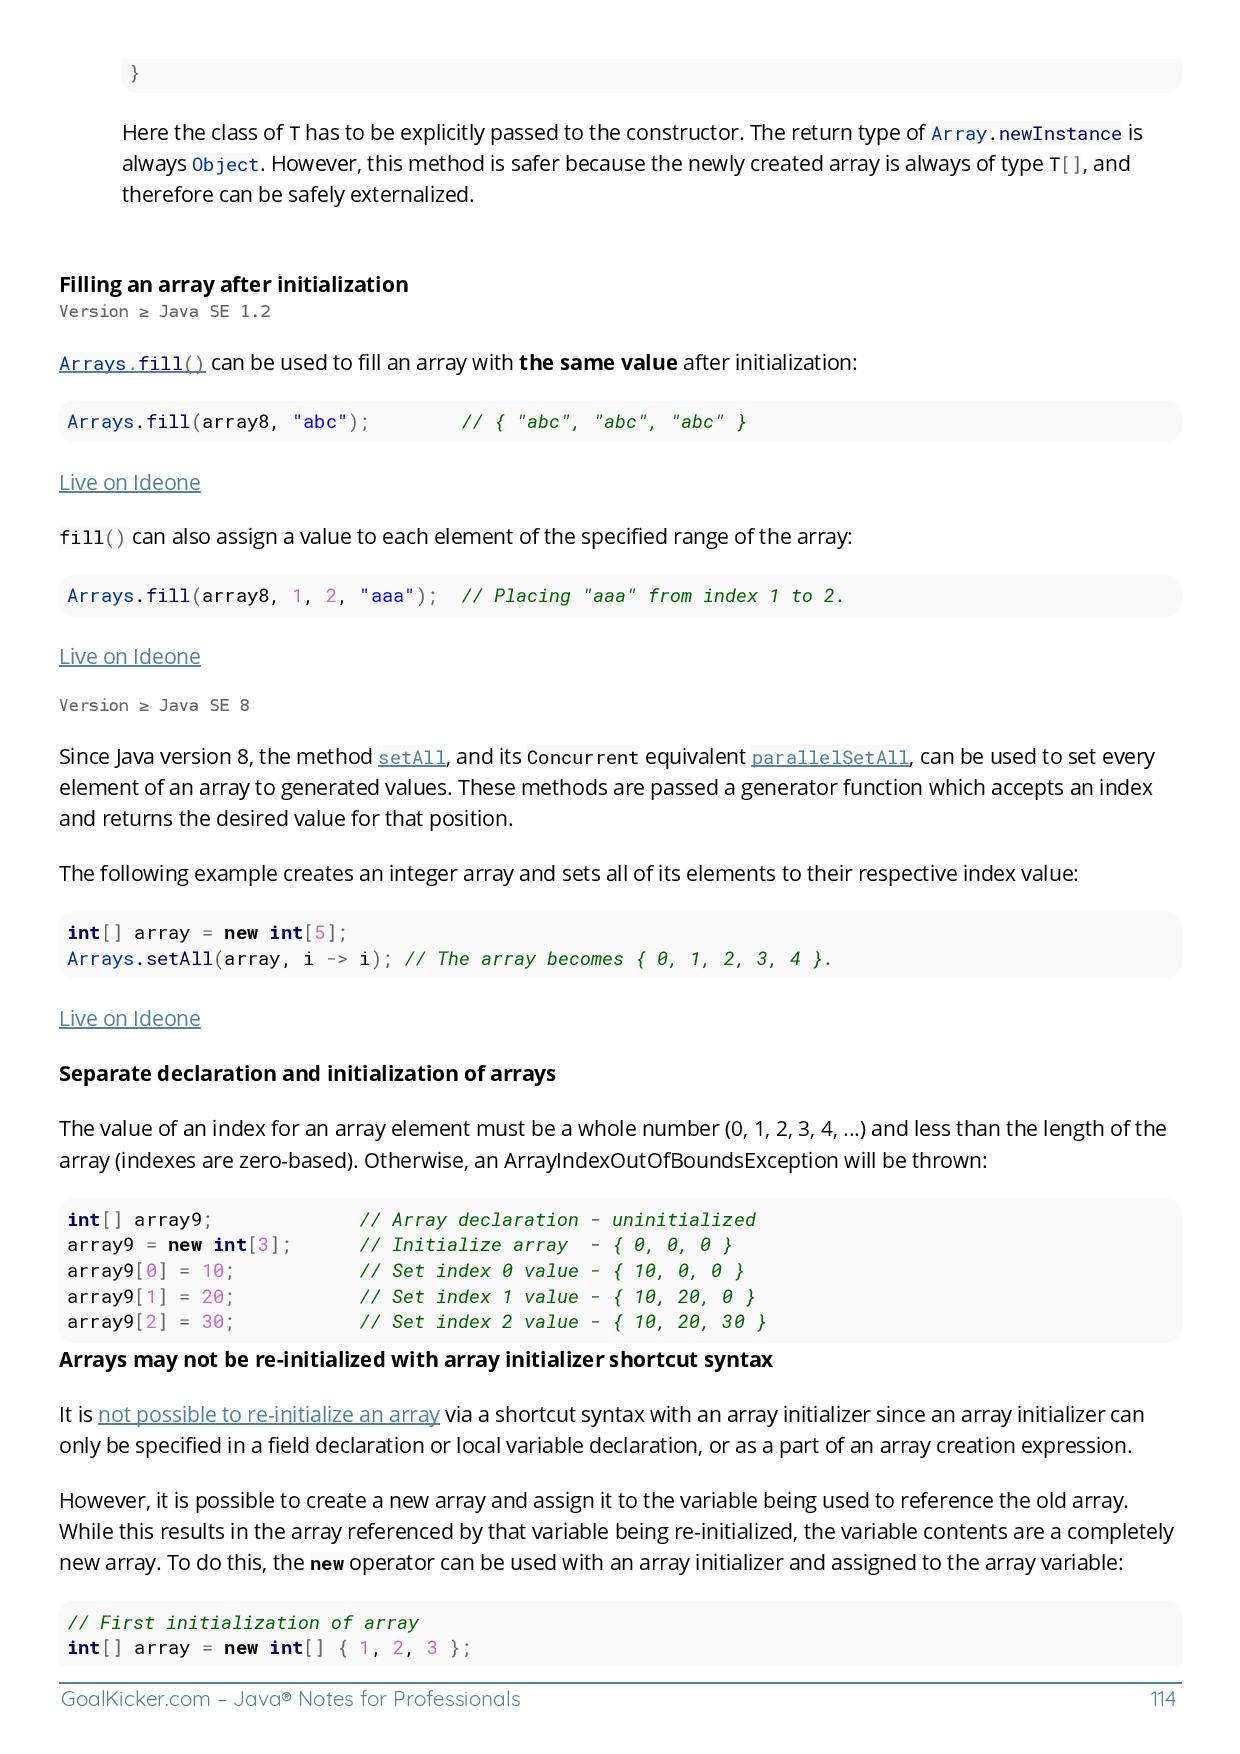 }
Here the class of T has to be explicitly passed to the constructor. The return type of Array.newInstance is
always Object. However, this method is safer because the newly created array is always of type T[], and
therefore can be safely externalized.
Filling an array after initialization
Version ≥ Java SE 1.2
Arrays.fill() can be used to fill an array with the same value after initialization:
Arrays.fill(array8, "abc");        // { "abc", "abc", "abc" }
Live on Ideone
fill() can also assign a value to each element of the specified range of the array:
Arrays.fill(array8, 1, 2, "aaa");  // Placing "aaa" from index 1 to 2.
Live on Ideone
Version ≥ Java SE 8
Since Java version 8, the method setAll, and its Concurrent equivalent parallelSetAll, can be used to set every
element of an array to generated values. These methods are passed a generator function which accepts an index
and returns the desired value for that position.
The following example creates an integer array and sets all of its elements to their respective index value:
int[] array = new int[5];
Arrays.setAll(array, i -> i); // The array becomes { 0, 1, 2, 3, 4 }.
Live on Ideone
Separate declaration and initialization of arrays
The value of an index for an array element must be a whole number (0, 1, 2, 3, 4, ...) and less than the length of the
array (indexes are zero-based). Otherwise, an ArrayIndexOutOfBoundsException will be thrown:
int[] array9;             // Array declaration - uninitialized
array9 = new int[3];      // Initialize array  - { 0, 0, 0 }
array9[0] = 10;           // Set index 0 value - { 10, 0, 0 }
array9[1] = 20;           // Set index 1 value - { 10, 20, 0 }
array9[2] = 30;           // Set index 2 value - { 10, 20, 30 }
Arrays may not be re-initialized with array initializer shortcut syntax
It is not possible to re-initialize an array via a shortcut syntax with an array initializer since an array initializer can
only be specified in a field declaration or local variable declaration, or as a part of an array creation expression.
However, it is possible to create a new array and assign it to the variable being used to reference the old array.
While this results in the array referenced by that variable being re-initialized, the variable contents are a completely
new array. To do this, the new operator can be used with an array initializer and assigned to the array variable:
// First initialization of array
int[] array = new int[] { 1, 2, 3 };
GoalKicker.com – Java® Notes for Professionals 114